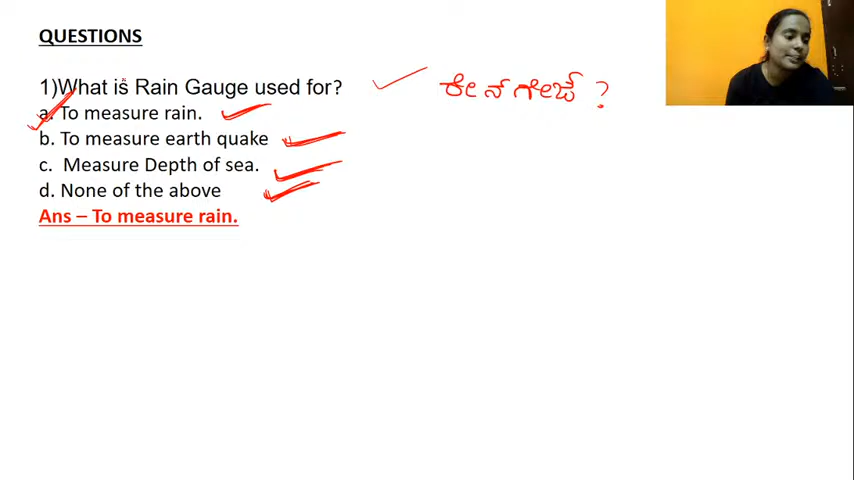 QUESTIONS
1)What is Rain Gauge used for?
ರೇನ್ ಗೇಜ್ ?
a. To measure rain.
b. To measure earth quake
c. Measure Depth of sea.
d. None of the above
Ans – To measure rain.